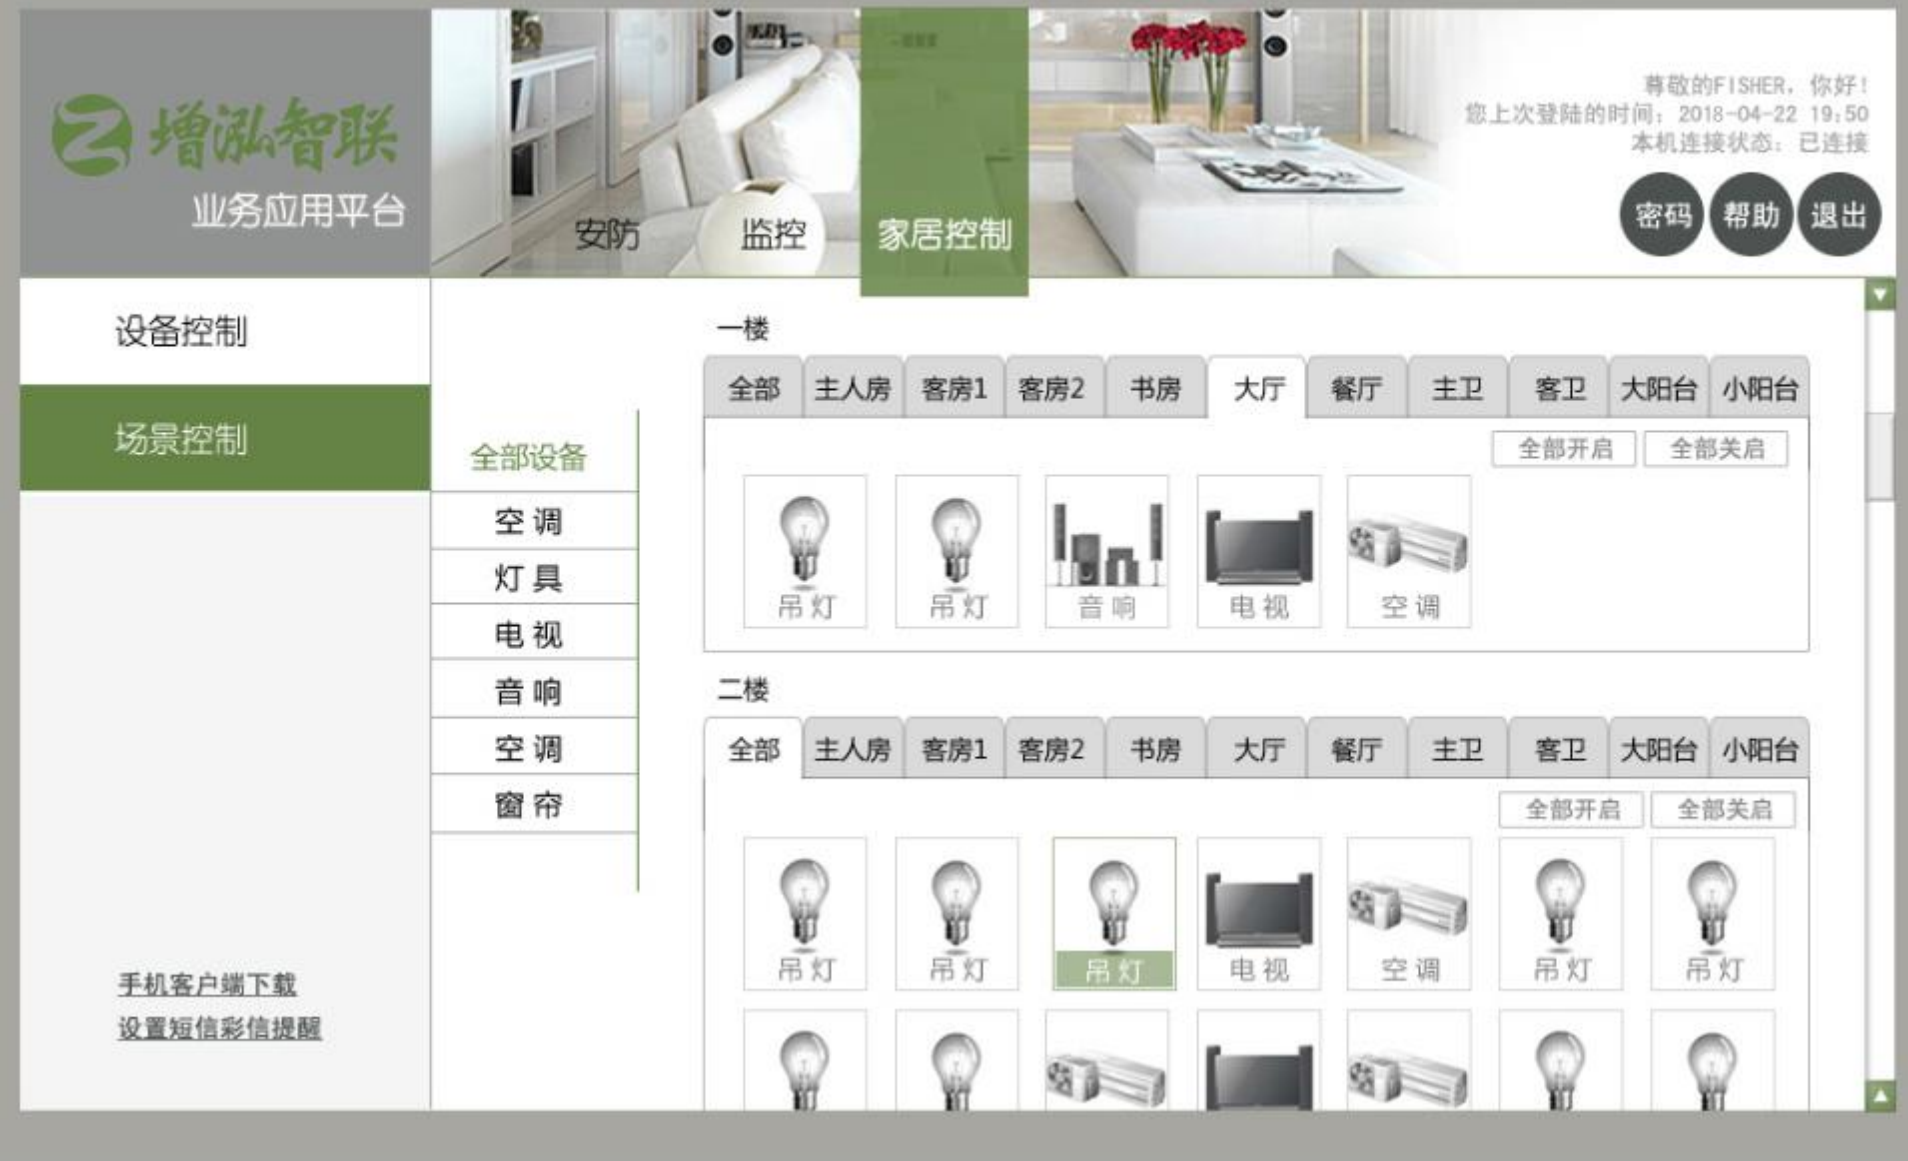 增泓智联
业务应用平台
安防 监控 家居控制
尊敬的FISHER，你好！
您上次登陆的时间：2018-04-22 19:50
本机连接状态：已连接
密码 帮助 退出
设备控制
场景控制
手机客户端下载
设置短信彩信提醒
全部设备
空调
灯具
电视
音响
空调
窗帘
一楼
全部 主人房 客房1 客房2 书房 大厅 餐厅 主卫 客卫 大阳台 小阳台
全部开启 全部关启
吊灯 吊灯 音响 电视 空调
二楼
全部 主人房 客房1 客房2 书房 大厅 餐厅 主卫 客卫 大阳台 小阳台
全部开启 全部关启
吊灯 吊灯 吊灯 电视 空调 吊灯 吊灯